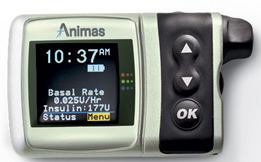 Animas
10:37AM
Basal Rate
0.025U/Hr
Insulin:177U
Status Menu
OK